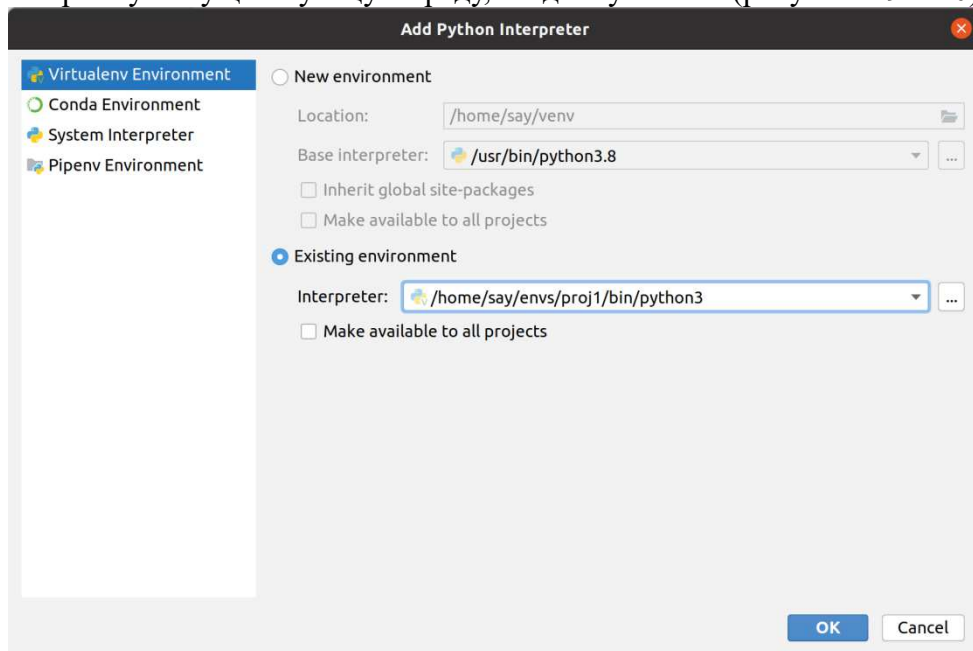 Add Python Interpreter
Virtualenv Environment
Conda Environment
System Interpreter
Pipenv Environment
New environment
Location: /home/say/venv
Base interpreter: /usr/bin/python3.8
...
Inherit global site-packages
Make available to all projects
Existing environment
Interpreter: /home/say/envs/proj1/bin/python3
...
Make available to all projects
OK
Cancel